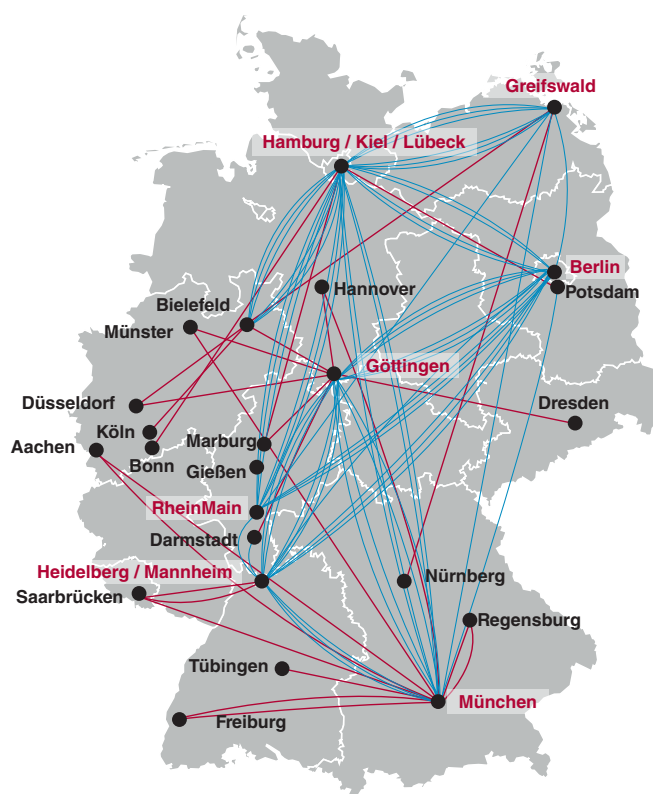 Greifswald
Hamburg / Kiel / Lübeck
Berlin
Hannover
Potsdam
Bielefeld
Münster
Göttingen
Düsseldorf
Dresden
Köln
Marburg
Aachen
Bonn
Gießen
RheinMain
Darmstadt
Heidelberg / Mannheim
Nürnberg
Saarbrücken
Regensburg
Tübingen
München
Freiburg